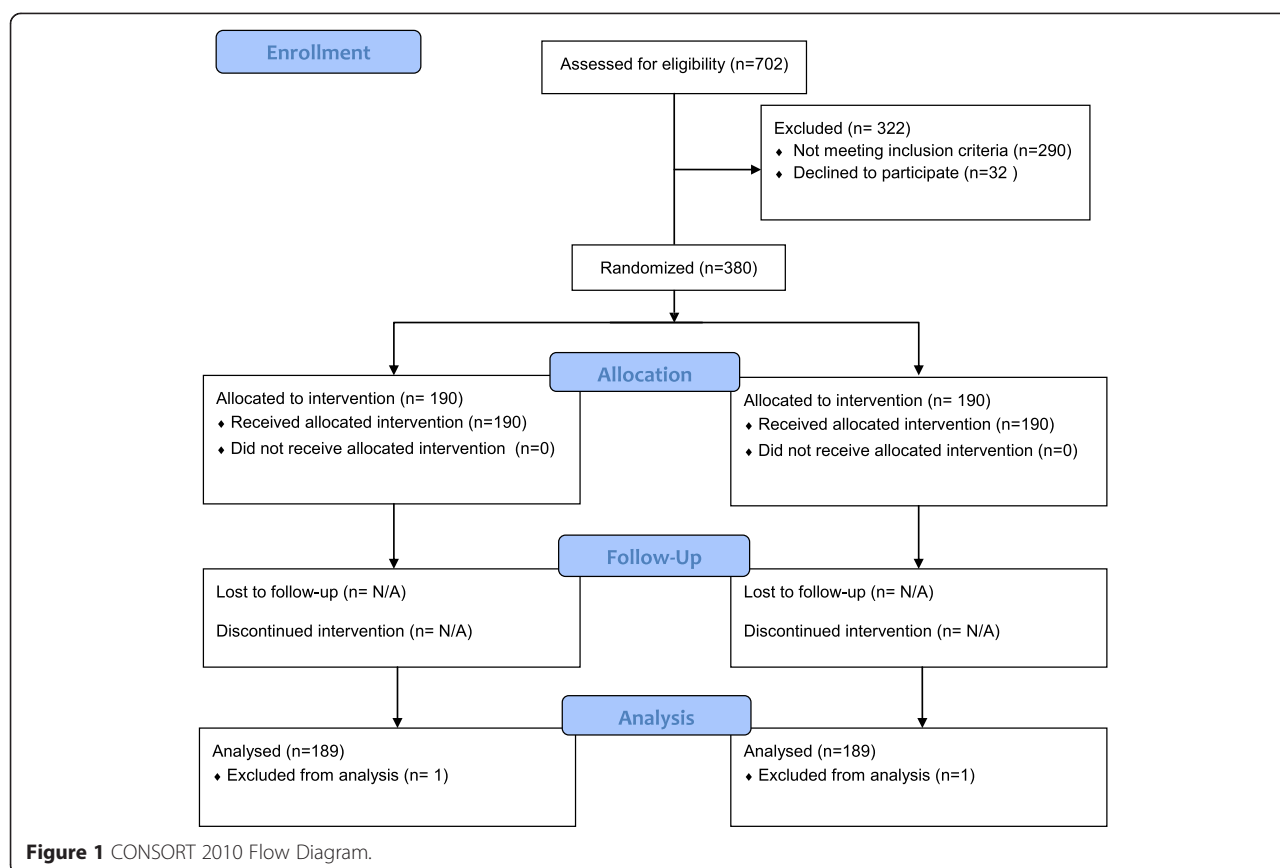 Enrollment
Assessed for eligibility (n=702)
Excluded (n= 322)
♦ Not meeting inclusion criteria (n=290)
♦ Declined to participate (n=32 )
Randomized (n=380)
Allocation
Allocated to intervention (n= 190)
♦ Received allocated intervention (n=190)
♦ Did not receive allocated intervention (n=0)
Allocated to intervention (n= 190)
♦ Received allocated intervention (n=190)
♦ Did not receive allocated intervention (n=0)
Follow-Up
Lost to follow-up (n= N/A)
Discontinued intervention (n= N/A)
Lost to follow-up (n= N/A)
Discontinued intervention (n= N/A)
Analysis
Analysed (n=189)
♦ Excluded from analysis (n= 1)
Analysed (n=189)
♦ Excluded from analysis (n=1)
Figure 1 CONSORT 2010 Flow Diagram.